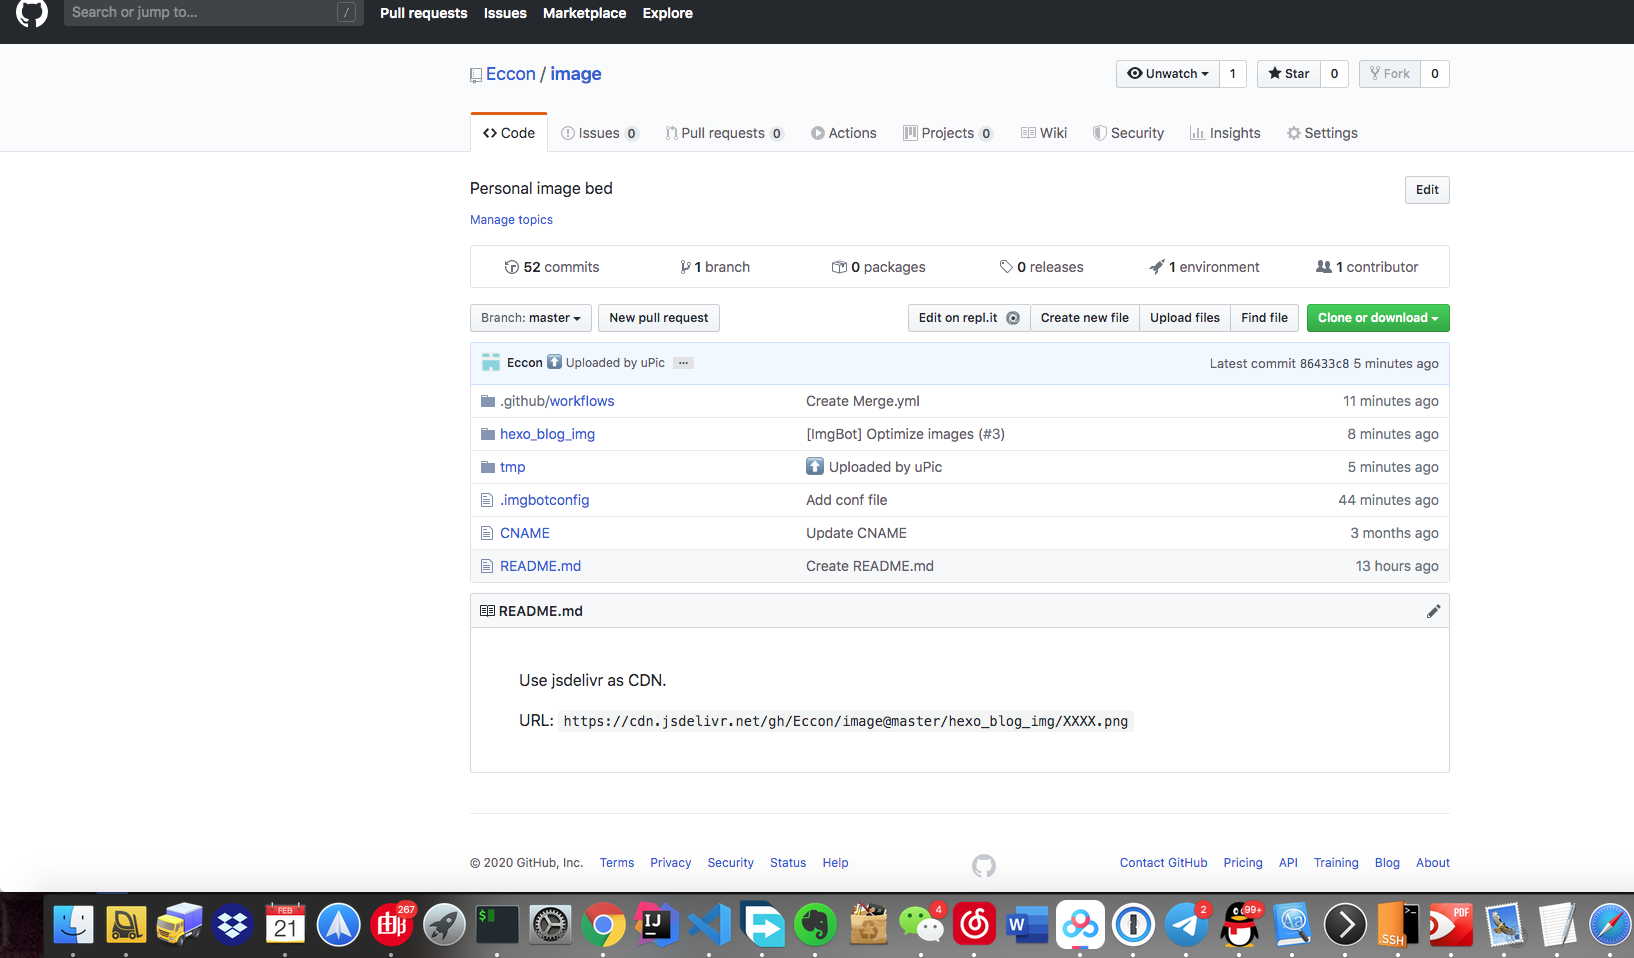 Search or jump to... /
Pull requests Issues Marketplace Explore
Eccon / image
Unwatch 1 Star 0 Fork 0
Code Issues 0 Pull requests 0 Actions Projects 0 Wiki Security Insights Settings
Personal image bed Edit
Manage topics
52 commits 1 branch 0 packages 0 releases 1 environment 1 contributor
Branch: master New pull request Edit on repl.it Create new file Upload files Find file Clone or download
Eccon Uploaded by uPic ... Latest commit 86433c8 5 minutes ago
.github/workflows Create Merge.yml 11 minutes ago
hexo_blog_img [ImgBot] Optimize images (#3) 8 minutes ago
tmp Uploaded by uPic 5 minutes ago
.imgbotconfig Add conf file 44 minutes ago
CNAME Update CNAME 3 months ago
README.md Create README.md 13 hours ago
README.md
Use jsdelivr as CDN.
URL: https://cdn.jsdelivr.net/gh/Eccon/image@master/hexo_blog_img/XXXX.png
© 2020 GitHub, Inc. Terms Privacy Security Status Help Contact GitHub Pricing API Training Blog About
FEB 21 267 $ IJ 4 W 2 99+ SSH PDF